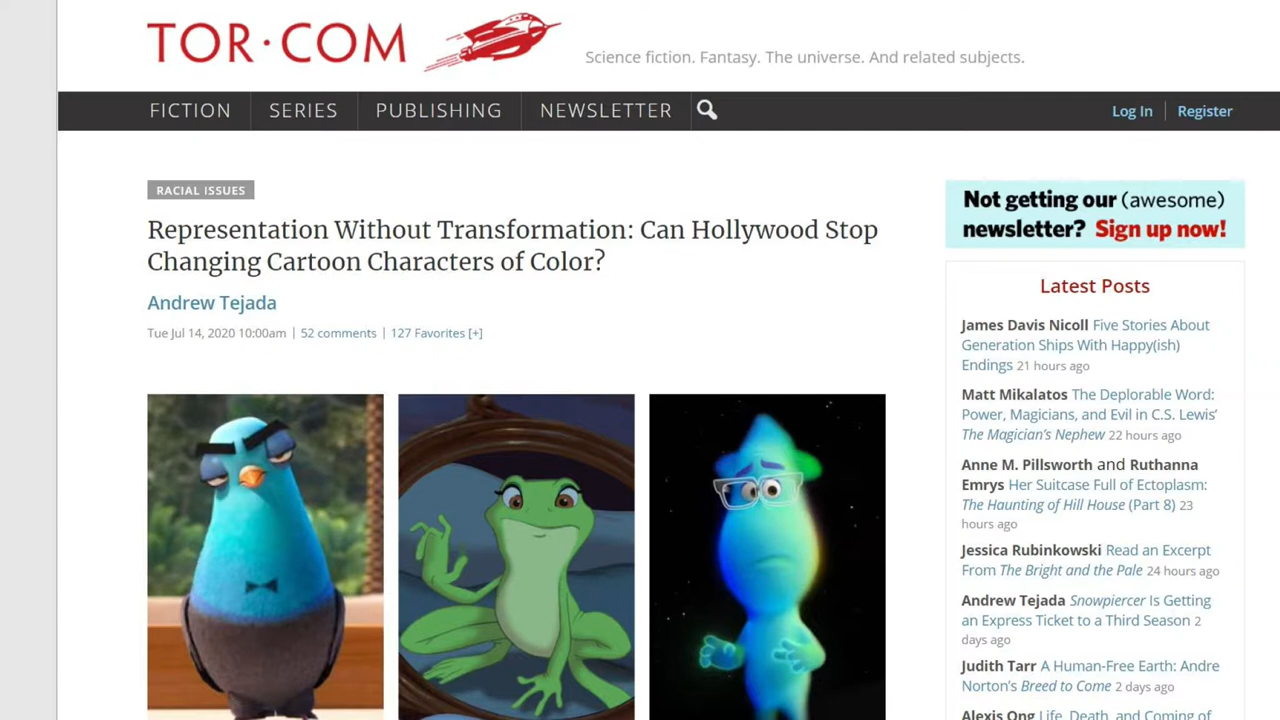 TOR·COM
Science fiction. Fantasy. The universe. And related subjects.
FICTION
SERIES
PUBLISHING
NEWSLETTER
Log In
Register
RACIAL ISSUES
Representation Without Transformation: Can Hollywood Stop
Changing Cartoon Characters of Color?
Andrew Tejada
Tue Jul 14, 2020 10:00am | 52 comments | 127 Favorites [+]
Not getting our (awesome)
newsletter? Sign up now!
Latest Posts
James Davis Nicoll Five Stories About
Generation Ships With Happy(ish)
Endings 21 hours ago
Matt Mikalatos The Deplorable Word:
Power, Magicians, and Evil in C.S. Lewis’
The Magician’s Nephew 22 hours ago
Anne M. Pillsworth and Ruthanna
Emrys Her Suitcase Full of Ectoplasm:
The Haunting of Hill House (Part 8) 23
hours ago
Jessica Rubinkowski Read an Excerpt
From The Bright and the Pale 24 hours ago
Andrew Tejada Snowpiercer Is Getting
an Express Ticket to a Third Season 2
days ago
Judith Tarr A Human-Free Earth: Andre
Norton’s Breed to Come 2 days ago
Alexis Ong Life, Death, and Coming of